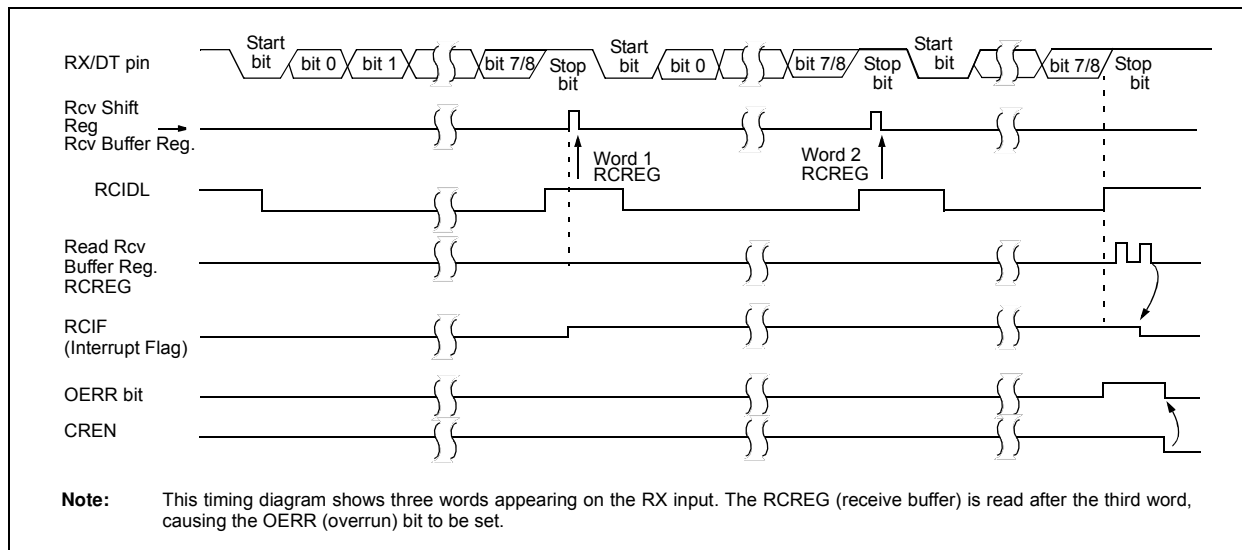 RX/DT pin
Start
bit
bit 0
bit 1
bit 7/8
Stop
bit
Start
bit
bit 0
bit 7/8
Stop
bit
Start
bit
bit 7/8
Stop
bit
Rcv Shift
Reg
Rcv Buffer Reg.
Word 1
RCREG
Word 2
RCREG
RCIDL
Read Rcv
Buffer Reg.
RCREG
RCIF
(Interrupt Flag)
OERR bit
CREN
Note: This timing diagram shows three words appearing on the RX input. The RCREG (receive buffer) is read after the third word,
causing the OERR (overrun) bit to be set.